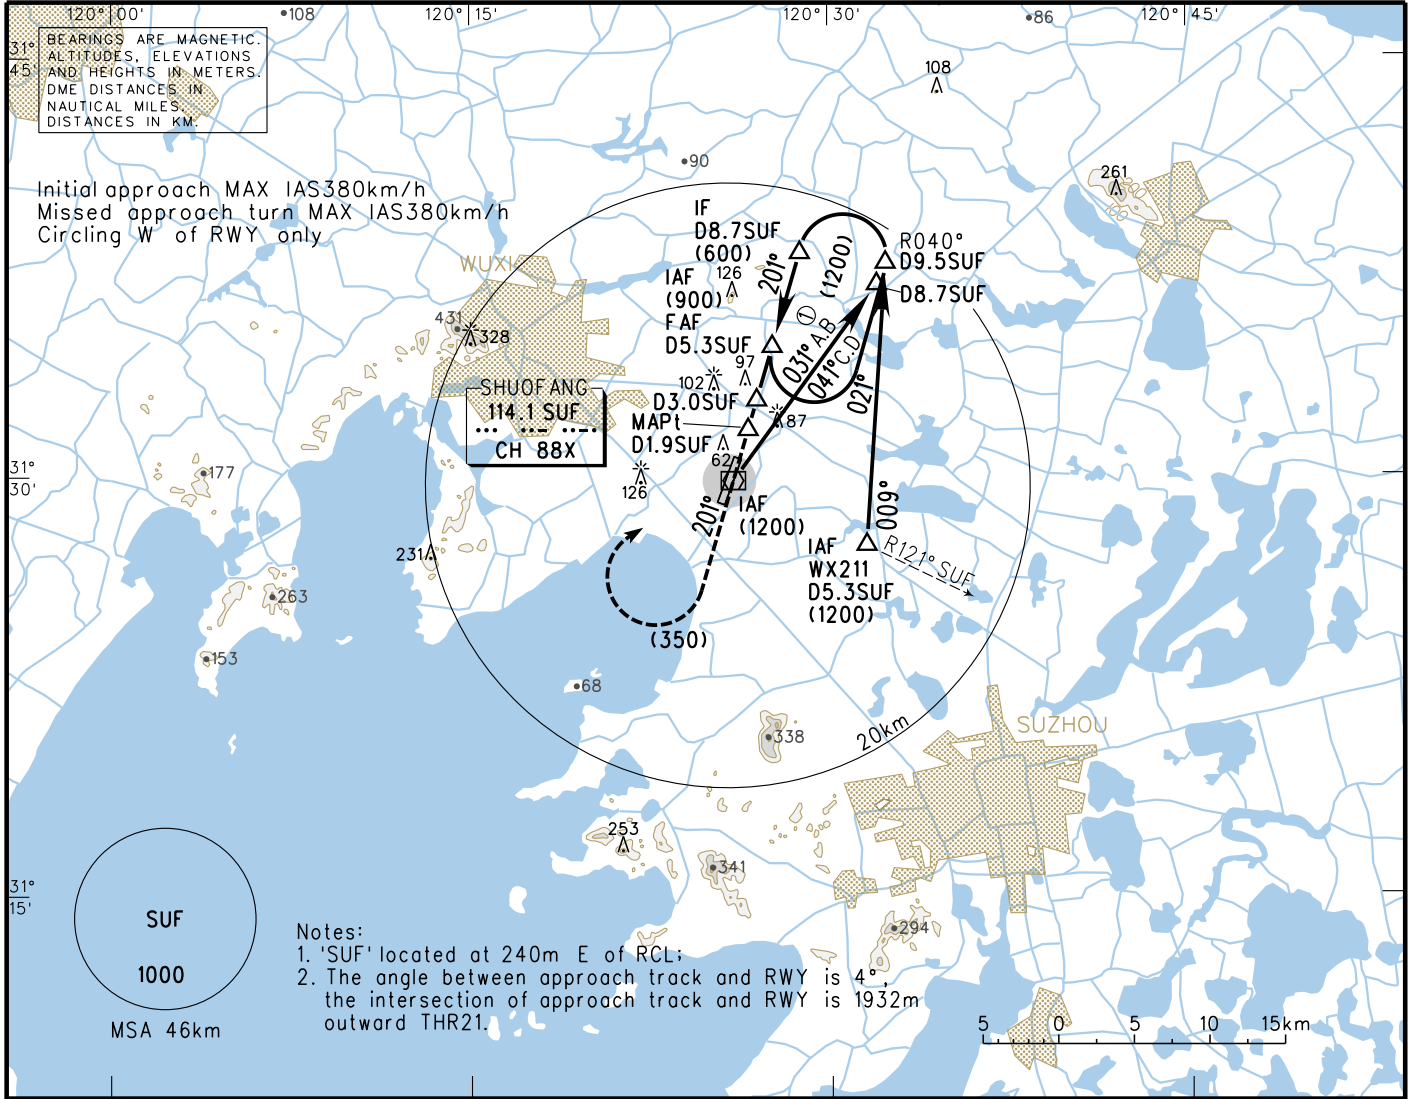 120° 00'
108
120° 15'
120° 30'
86
120° 45'
31°
45'
BEARINGS ARE MAGNETIC.
ALTITUDES, ELEVATIONS
AND HEIGHTS IN METERS.
DME DISTANCES IN
NAUTICAL MILES.
DISTANCES IN KM.
108
90
261
Initial approach MAX IAS380km/h
Missed approach turn MAX IAS380km/h
Circling W of RWY only
IF
D8.7SUF
(600)
IAF
(900)
126
FAF
D5.3SUF
201°
(1200)
R040°
D9.5SUF
D8.7SUF
WUXI
431
328
①
031° A.B
041° C.D
021°
97
102
D3.0SUF
87
MAPt
D1.9SUF
62
SHUOFANG
114.1 SUF
CH 88X
31°
30'
177
126
201°
IAF
(1200)
009°
IAF
WX211
D5.3SUF
(1200)
R121° SUF
231
263
(350)
153
68
338
20km
SUZHOU
253
341
294
31°
15'
SUF
1000
MSA 46km
Notes:
1. 'SUF' located at 240m E of RCL;
2. The angle between approach track and RWY is 4°,
the intersection of approach track and RWY is 1932m
outward THR21.
5 0 5 10 15km